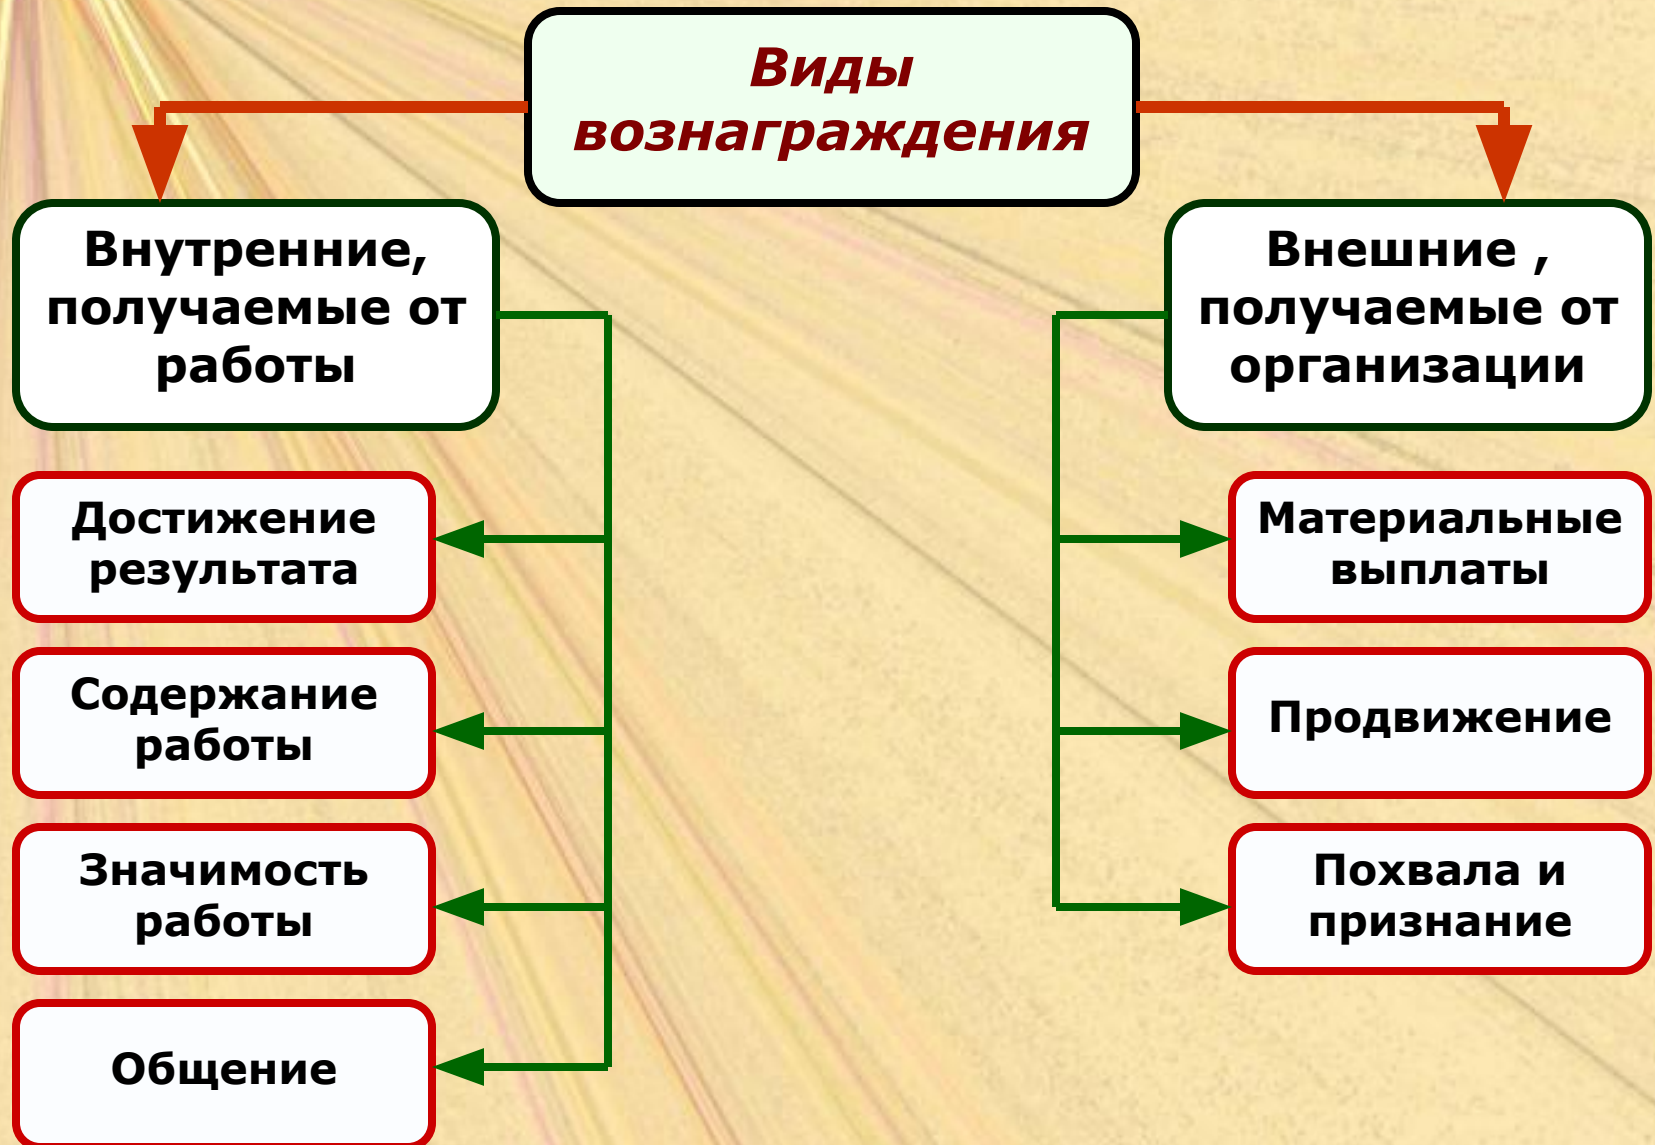 Виды
вознаграждения
Внутренние,
получаемые от
работы
Внешние ,
получаемые от
организации
Достижение
результата
Содержание
работы
Значимость
работы
Общение
Материальные
выплаты
Продвижение
Похвала и
признание